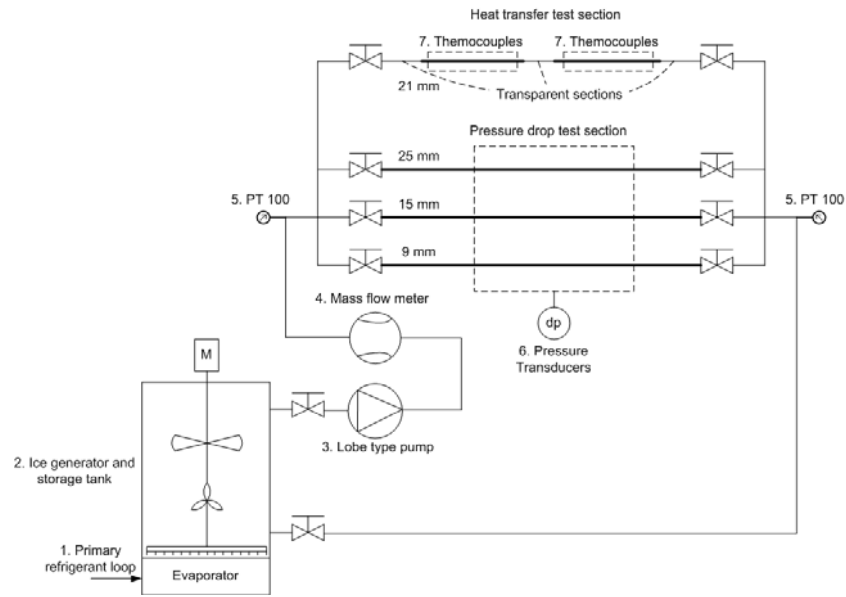 Heat transfer test section
7. Themocouples
7. Themocouples
21 mm
Transparent sections
Pressure drop test section
25 mm
5. PT 100
15 mm
5. PT 100
9 mm
4. Mass flow meter
dp
6. Pressure
Transducers
M
3. Lobe type pump
2. Ice generator and
storage tank
1. Primary
refrigerant loop
Evaporator